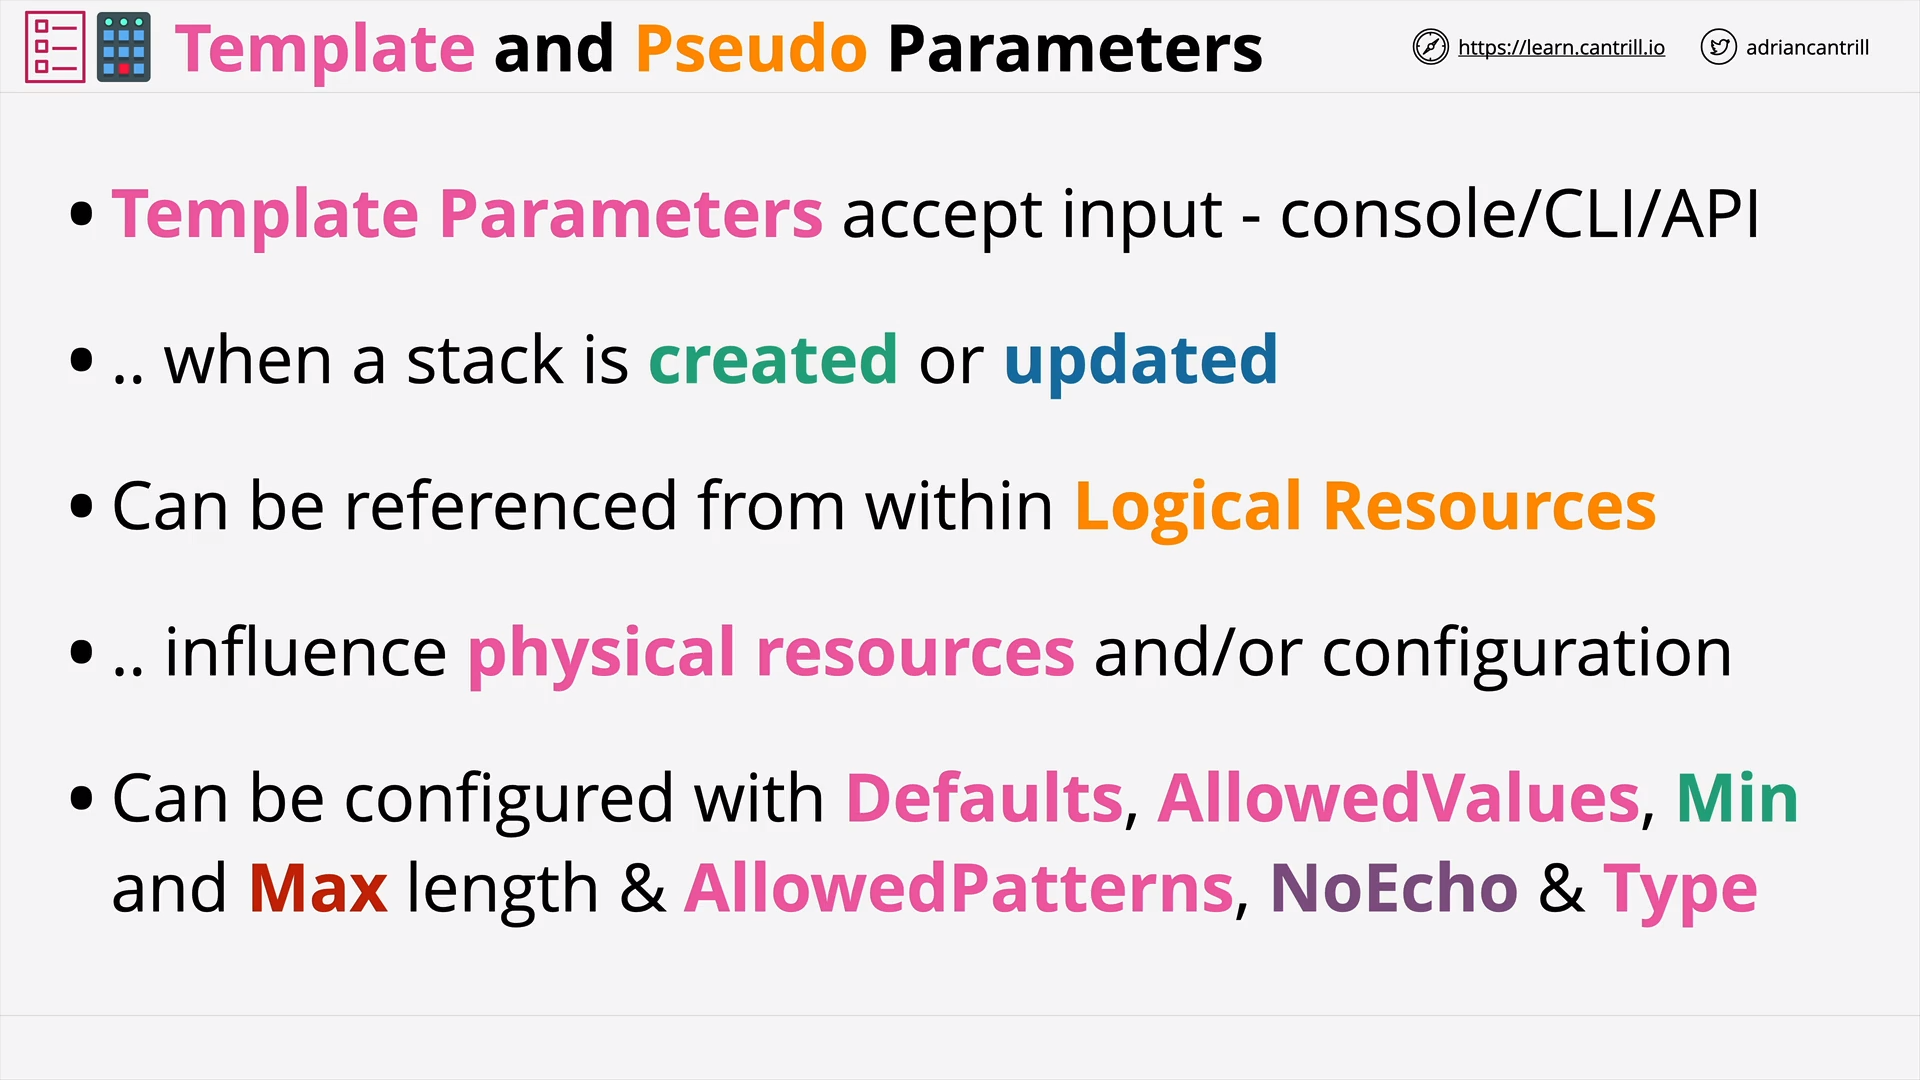 Template and Pseudo Parameters
https://learn.cantrill.io
adriancantrill
• Template Parameters accept input - console/CLI/API
• .. when a stack is created or updated
• Can be referenced from within Logical Resources
• .. influence physical resources and/or configuration
• Can be configured with Defaults, AllowedValues, Min
and Max length & AllowedPatterns, NoEcho & Type